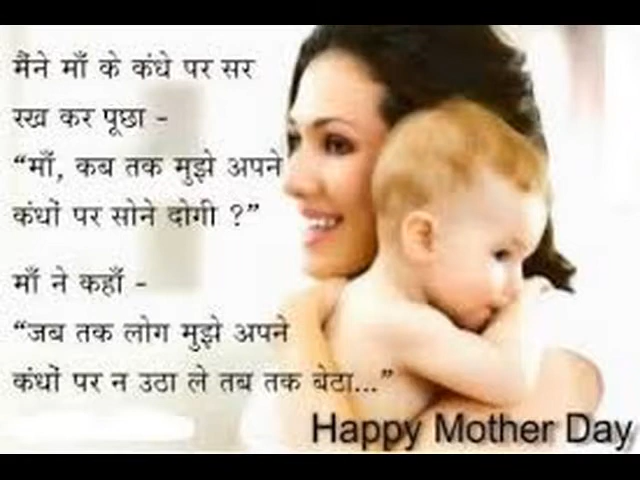 मैंने माँ के कंधे पर सर
रख कर पूछा -
“माँ, कब तक मुझे अपने
कंधों पर सोने दोगी ?”
माँ ने कहाँ -
“जब तक लोग मुझे अपने
कंधों पर न उठा ले तब तक बेटा...”
Happy Mother Day